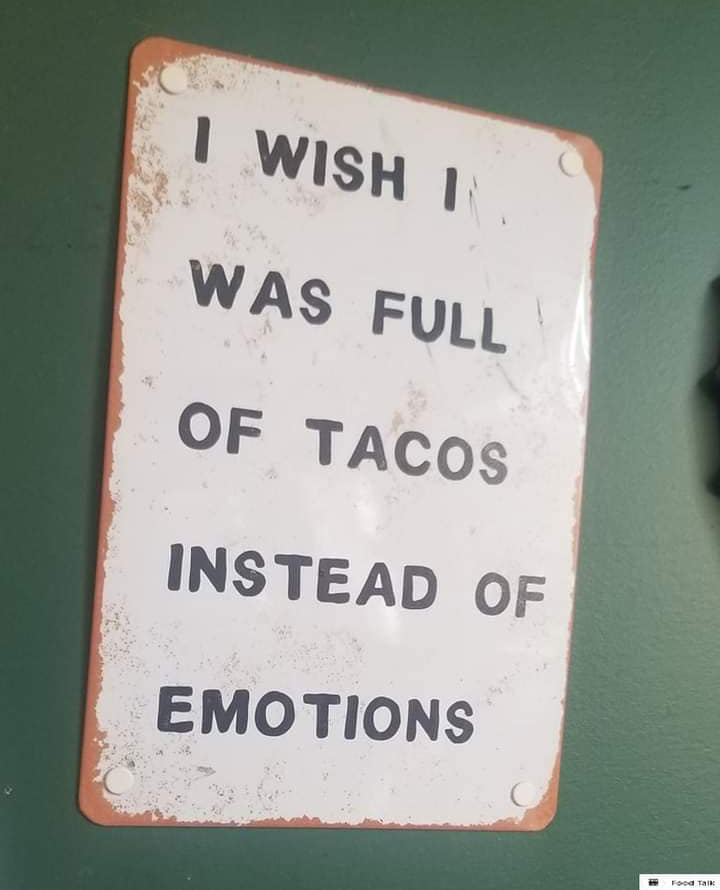 I WISH I
WAS FULL
OF TACOS
INSTEAD OF
EMOTIONS
Food Talk